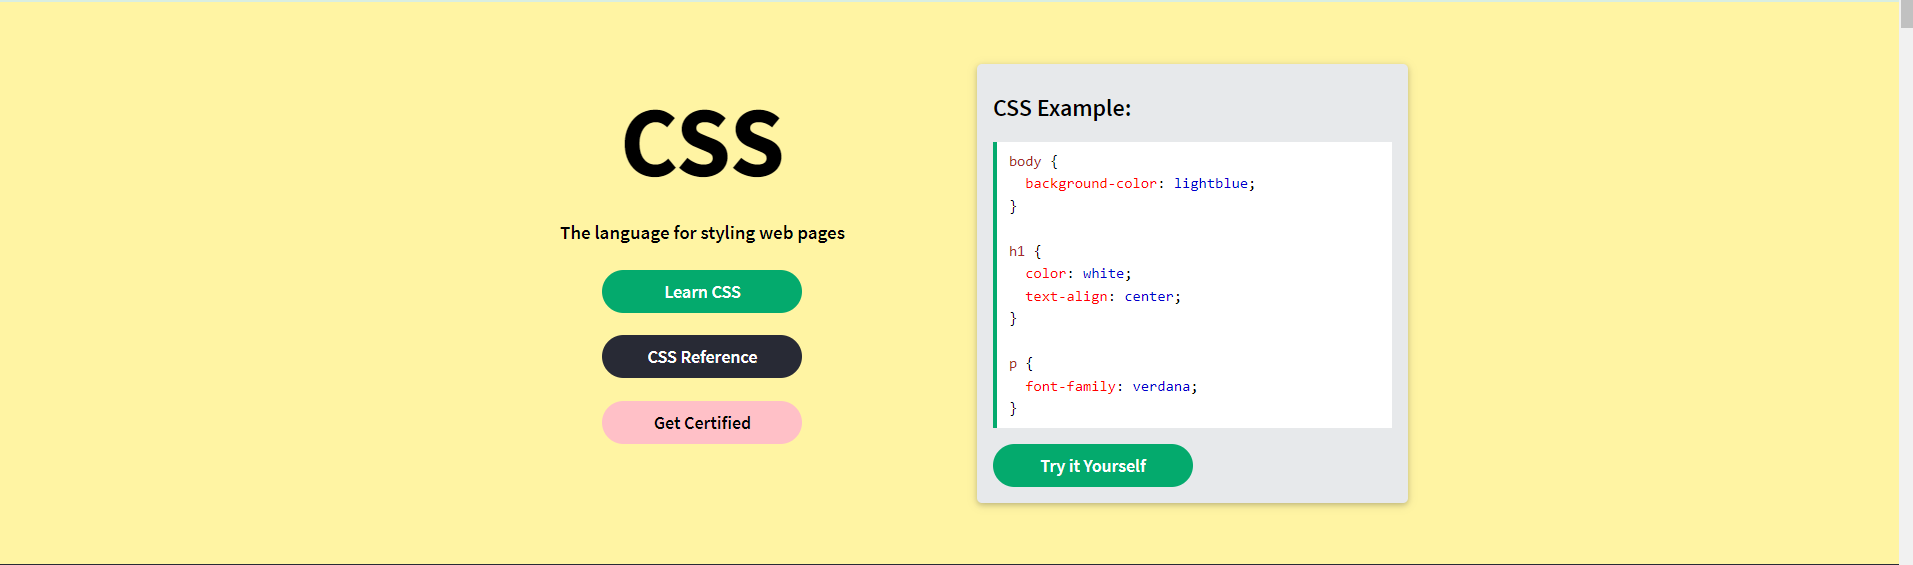 CSS
The language for styling web pages
Learn CSS
CSS Reference
Get Certified
CSS Example:
body {
  background-color: lightblue;
}
h1 {
  color: white;
  text-align: center;
}
p {
  font-family: verdana;
}
Try it Yourself